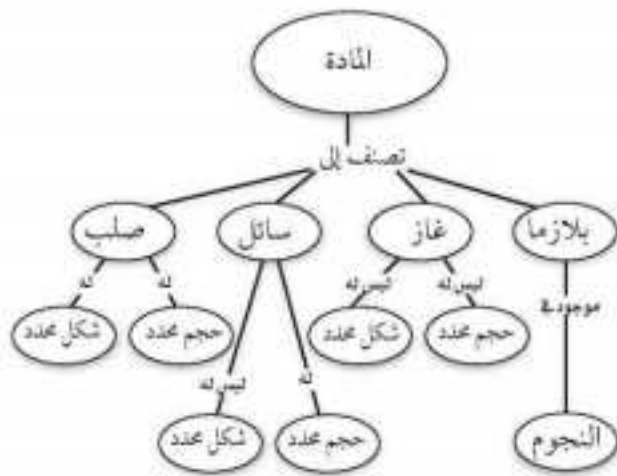 المادة
تصنف إلى
بلازما
غاز
سائل
صلب
موجود في
ليس له
ليس له
له
له
حجم محدد
شكل محدد
حجم محدد
شكل محدد
له
ليس له
النجوم
حجم محدد
شكل محدد